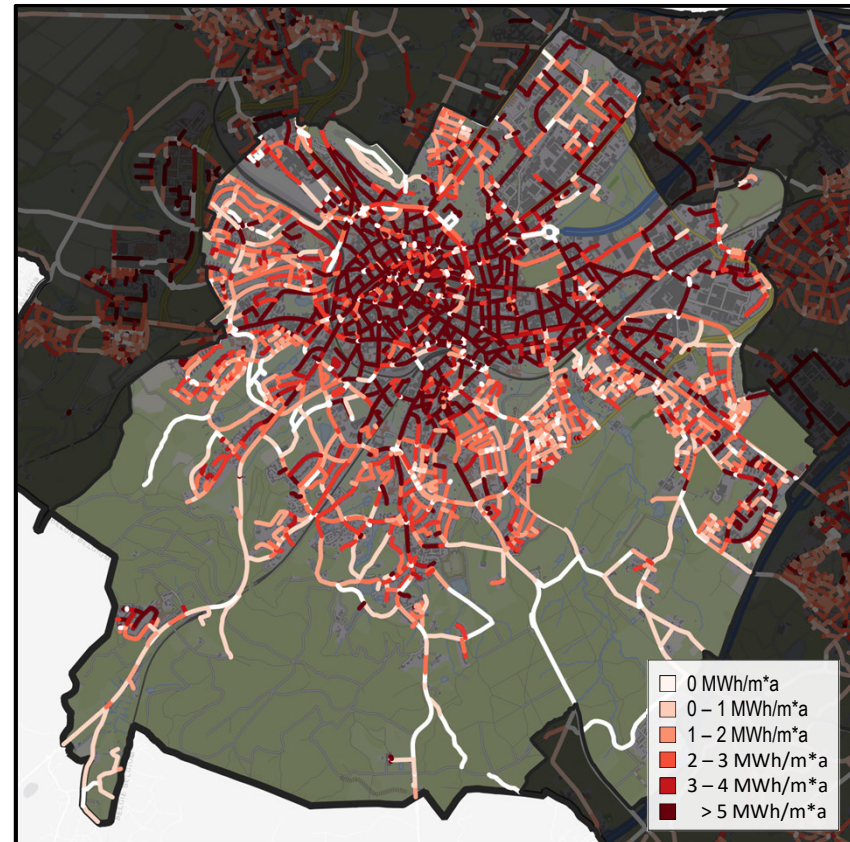 0 MWh/m*a
0 – 1 MWh/m*a
1 – 2 MWh/m*a
2 – 3 MWh/m*a
3 – 4 MWh/m*a
> 5 MWh/m*a